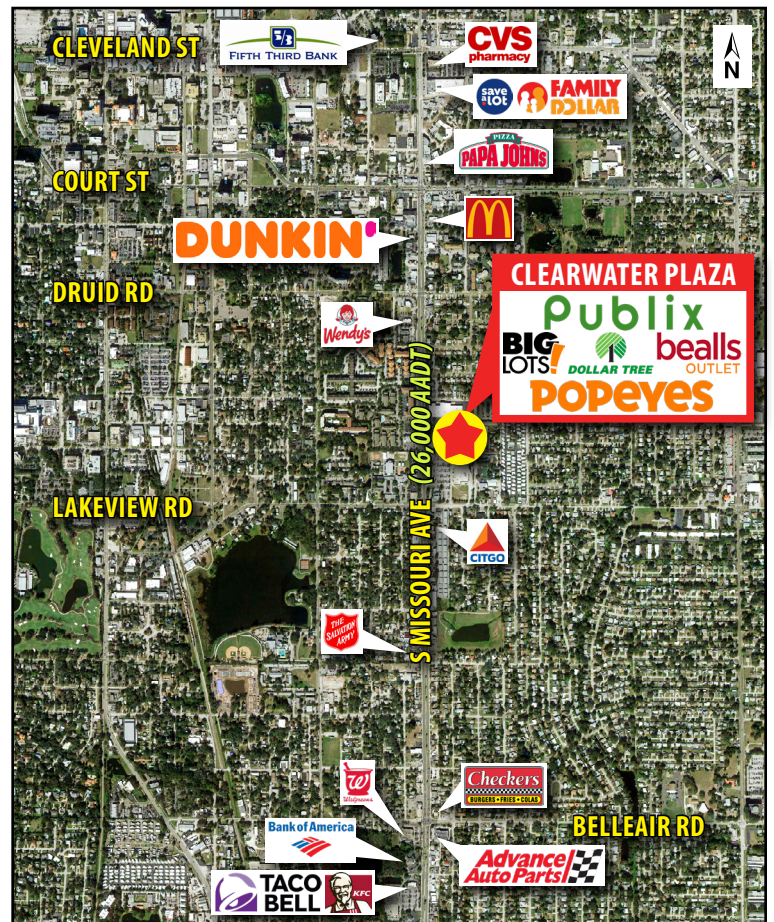 CLEVELAND ST
5/3
FIFTH THIRD BANK
CVS
pharmacy
N
save
a lot
FAMILY
DOLLAR
PIZZA
PAPA JOHNS
COURT ST
DUNKIN'
DRUID RD
CLEARWATER PLAZA
Publix
BIG
LOTS!
DOLLAR TREE
bealls
OUTLET
POPEYES
Wendy's
S MISSOURI AVE (26,000 AADT)
LAKEVIEW RD
CITGO
THE
SALVATION
ARMY
W
Walgreens
Checkers
BURGERS • FRIES • COLAS
Bank of America
BELLEAIR RD
Advance
Auto Parts
TACO
BELL
KFC